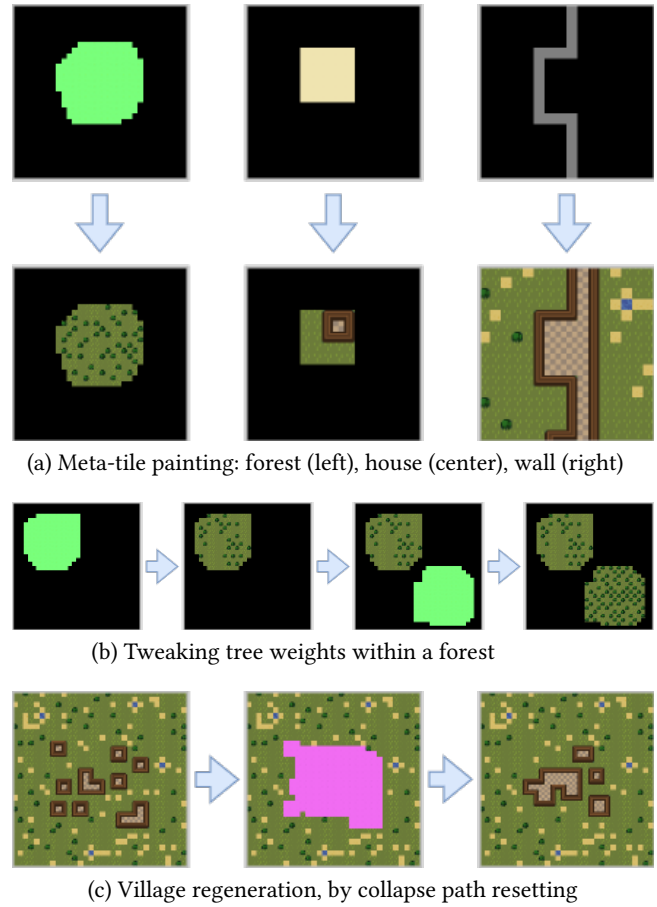 (a) Meta-tile painting: forest (left), house (center), wall (right)
(b) Tweaking tree weights within a forest
(c) Village regeneration, by collapse path resetting